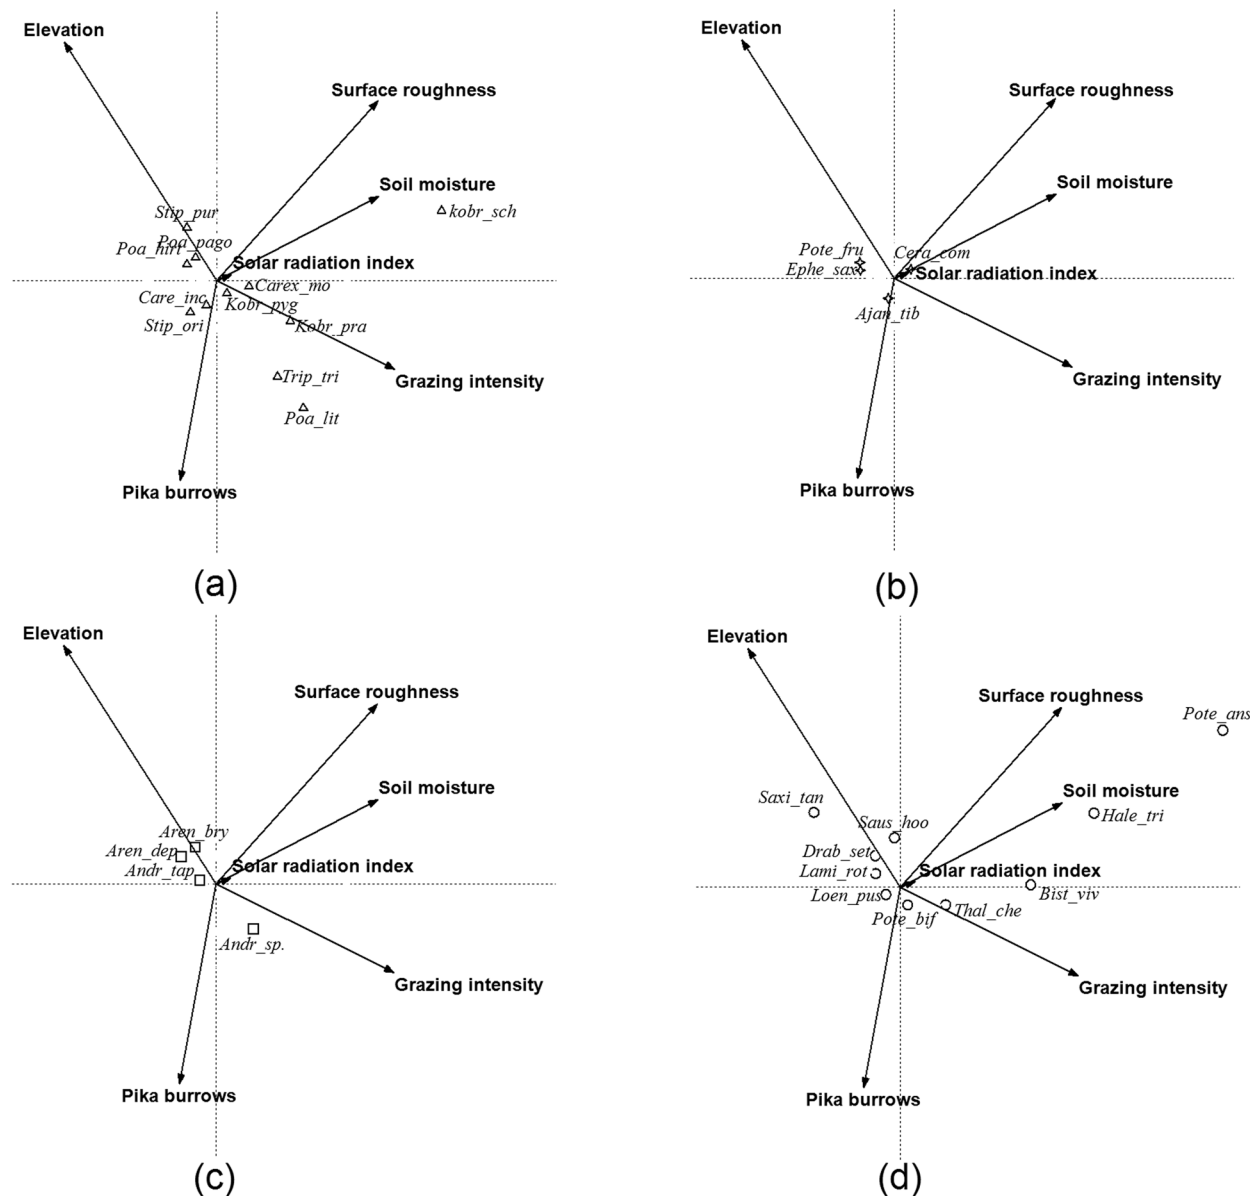 Elevation
Surface roughness
Soil moisture
Stip_pur
kobr_sch
Poa_pago
Poa_hirt
Solar radiation index
Carex_mo
Care_inc
Kobr_pyg
Stip_ori
Kobr_pra
Trip_tri
Grazing intensity
Poa_lit
Pika burrows
(a)
Elevation
Surface roughness
Soil moisture
Pote_fru
Cera_com
Ephe_sax
Solar radiation index
Ajan_tib
Grazing intensity
Pika burrows
(b)
Elevation
Surface roughness
Soil moisture
Aren_bry
Aren_dep
Andr_tap
Solar radiation index
Andr_sp.
Grazing intensity
Pika burrows
(c)
Elevation
Surface roughness
Pote_ans
Soil moisture
Saxi_tan
Hale_tri
Saus_hoo
Drab_set
Lami_rot
Solar radiation index
Loen_pus
Bist_viv
Pote_bif
Thal_che
Grazing intensity
Pika burrows
(d)